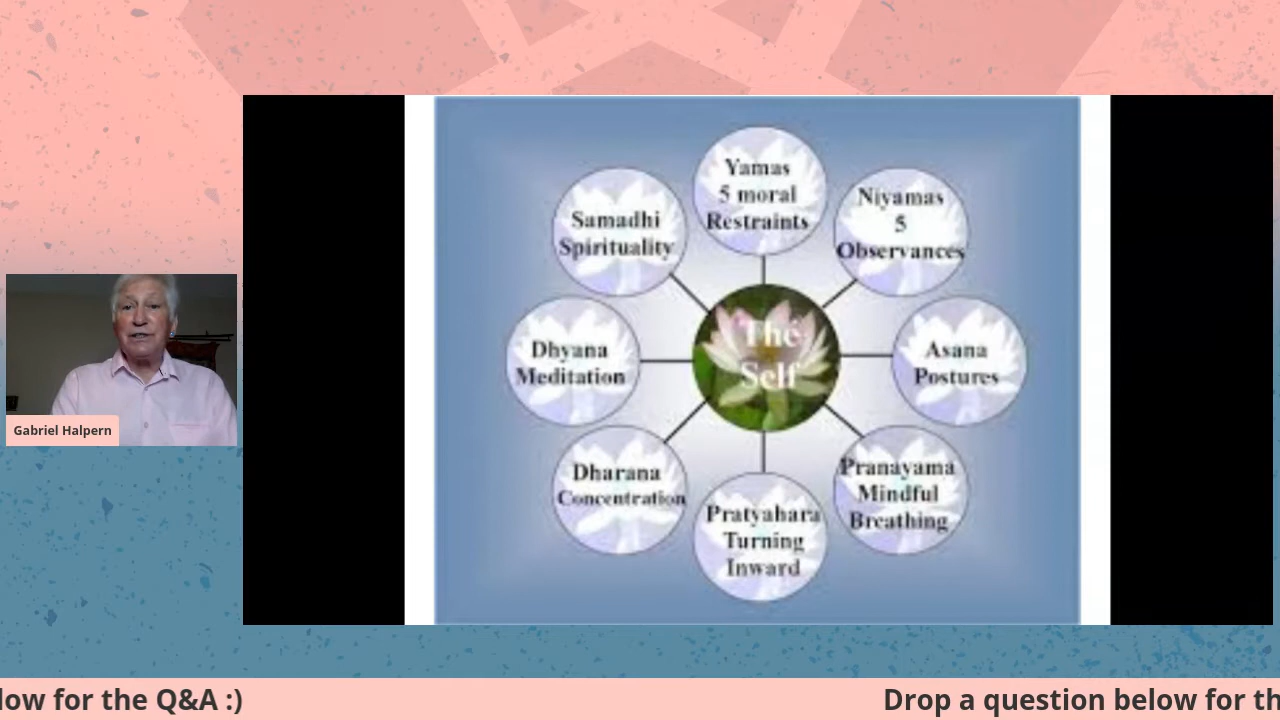 Yamas
5 moral
Restraints
Niyamas
5
Observances
Asana
Postures
Pranayama
Mindful
Breathing
Pratyahara
Turning
Inward
Dharana
Concentration
Dhyana
Meditation
Samadhi
Spirituality
The
Self
Gabriel Halpern
low for the Q&A :)
Drop a question below for th